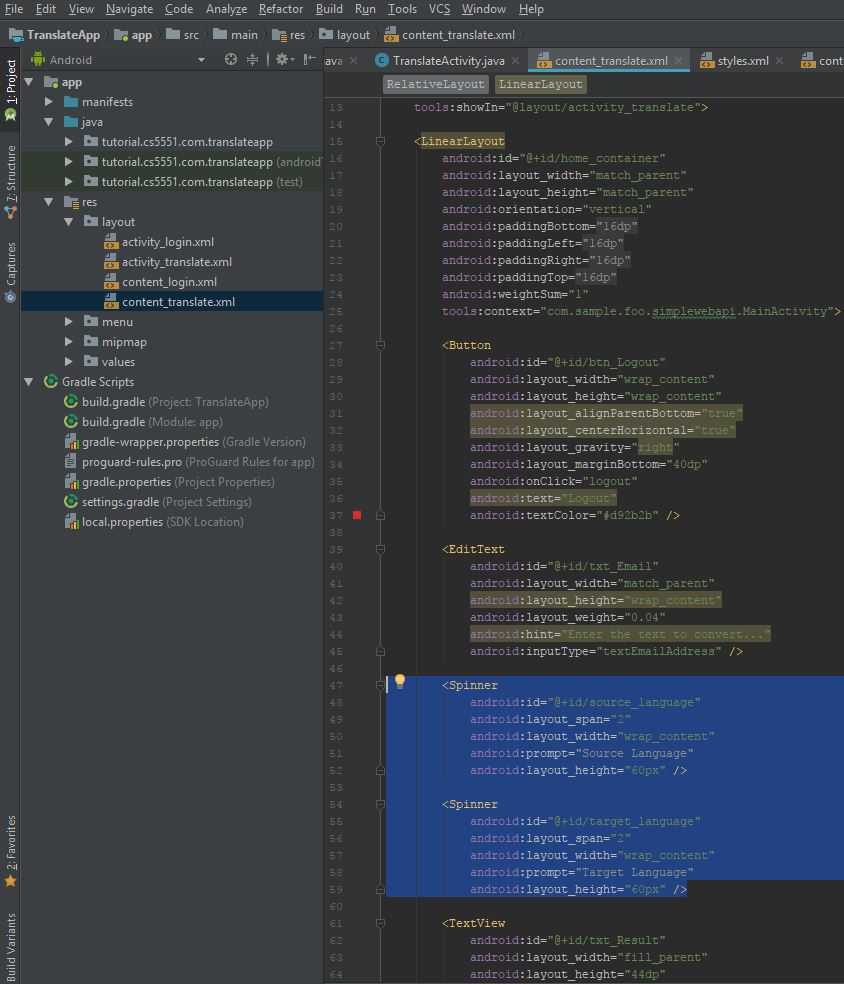 File Edit View Navigate Code Analyze Refactor Build Run Tools VCS Window Help
TranslateApp app src main res layout content_translate.xml
Android
java TranslateActivity.java content_translate.xml styles.xml cont
RelativeLayout LinearLayout
1: Project
7: Structure
Captures
2: Favorites
Build Variants
app
manifests
java
tutorial.cs5551.com.translateapp
tutorial.cs5551.com.translateapp (android
tutorial.cs5551.com.translateapp (test)
res
layout
activity_login.xml
activity_translate.xml
content_login.xml
content_translate.xml
menu
mipmap
values
Gradle Scripts
build.gradle (Project: TranslateApp)
build.gradle (Module: app)
gradle-wrapper.properties (Gradle Version)
proguard-rules.pro (ProGuard Rules for app)
gradle.properties (Project Properties)
settings.gradle (Project Settings)
local.properties (SDK Location)
13 tools:showIn="@layout/activity_translate">
14
15 <LinearLayout
16 android:id="@+id/home_container"
17 android:layout_width="match_parent"
18 android:layout_height="match_parent"
19 android:orientation="vertical"
20 android:paddingBottom="16dp"
21 android:paddingLeft="16dp"
22 android:paddingRight="16dp"
23 android:paddingTop="16dp"
24 android:weightSum="1"
25 tools:context="com.sample.foo.simplewebapi.MainActivity">
26
27 <Button
28 android:id="@+id/btn_Logout"
29 android:layout_width="wrap_content"
30 android:layout_height="wrap_content"
31 android:layout_alignParentBottom="true"
32 android:layout_centerHorizontal="true"
33 android:layout_gravity="right"
34 android:layout_marginBottom="40dp"
35 android:onClick="logout"
36 android:text="Logout"
37 android:textColor="#d92b2b" />
38
39 <EditText
40 android:id="@+id/txt_Email"
41 android:layout_width="match_parent"
42 android:layout_height="wrap_content"
43 android:layout_weight="0.04"
44 android:hint="Enter the text to convert..."
45 android:inputType="textEmailAddress" />
46
47 <Spinner
48 android:id="@+id/source_language"
49 android:layout_span="2"
50 android:layout_width="wrap_content"
51 android:prompt="Source Language"
52 android:layout_height="60px" />
53
54 <Spinner
55 android:id="@+id/target_language"
56 android:layout_span="2"
57 android:layout_width="wrap_content"
58 android:prompt="Target Language"
59 android:layout_height="60px" />
60
61 <TextView
62 android:id="@+id/txt_Result"
63 android:layout_width="fill_parent"
64 android:layout_height="44dp"